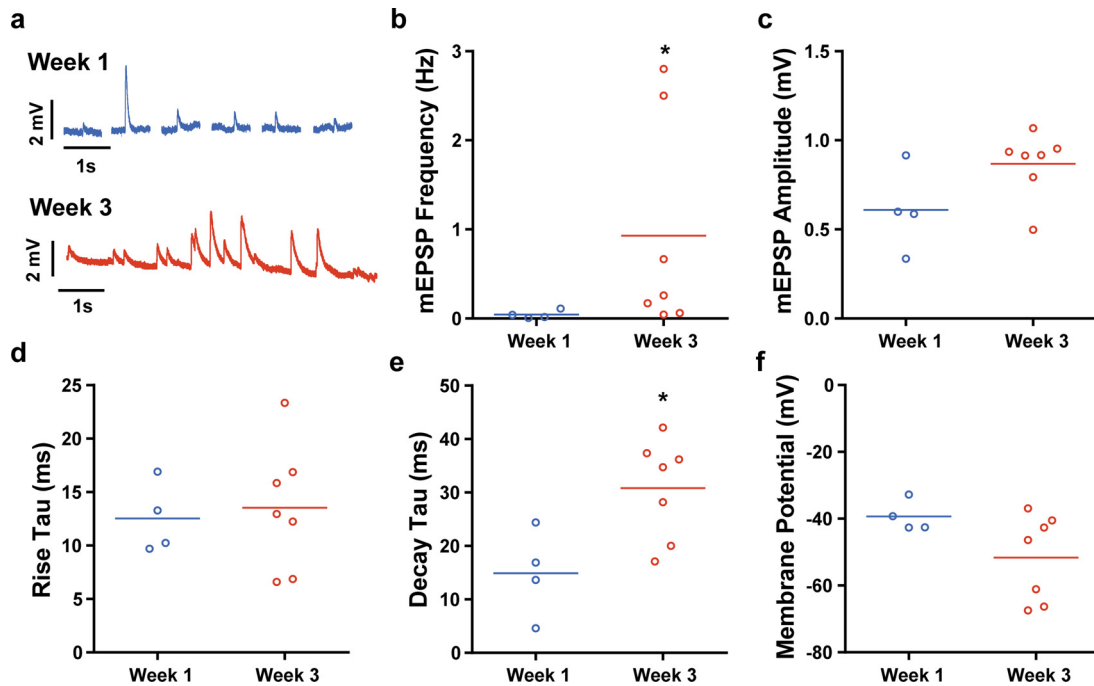 a
Week 1
2 mV
1s
Week 3
2 mV
1s
b
mEPSP Frequency (Hz)
3
2
1
0
*
Week 1
Week 3
c
mEPSP Amplitude (mV)
1.5
1.0
0.5
0.0
Week 1
Week 3
d
Rise Tau (ms)
25
20
15
10
5
0
Week 1
Week 3
e
Decay Tau (ms)
50
40
30
20
10
0
*
Week 1
Week 3
f
Membrane Potential (mV)
0
-20
-40
-60
-80
Week 1
Week 3